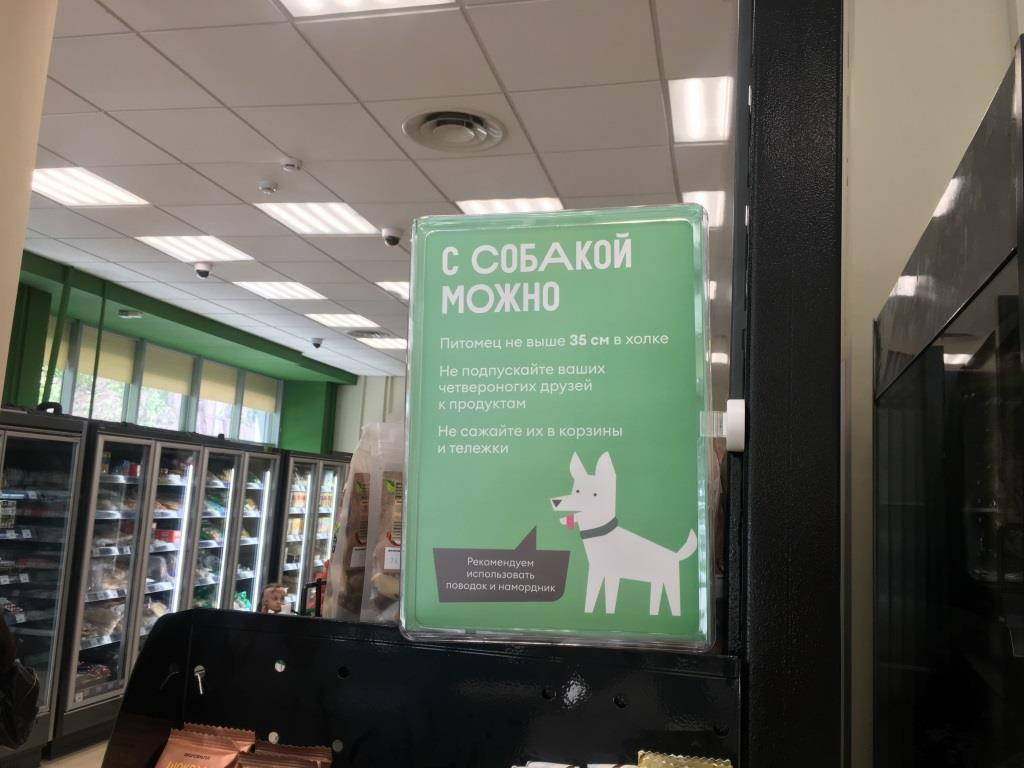 С СОБАКОЙ
МОЖНО
Питомец не выше 35 см в холке
Не подпускайте ваших
четвероногих друзей
к продуктам
Не сажайте их в корзины
и тележки
Рекомендуем
использовать
поводок и намордник